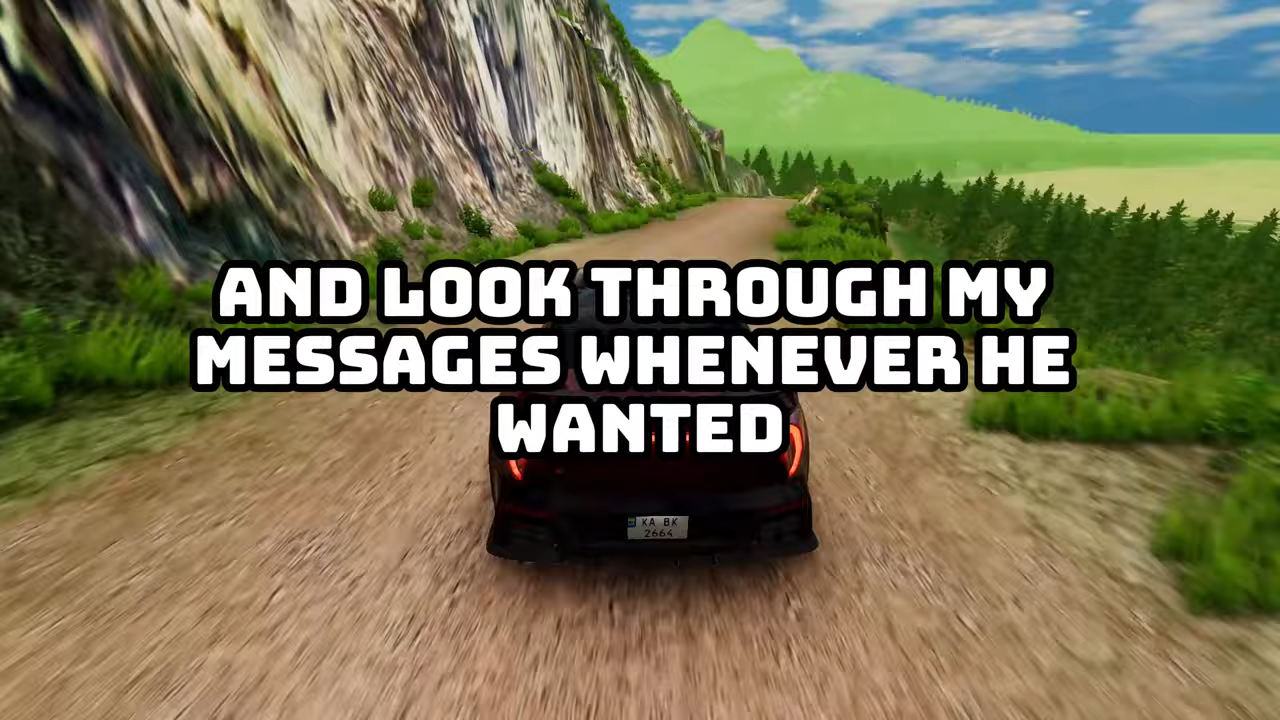 AND LOOK THROUGH MY
MESSAGES WHENEVER HE
WANTED
KA BK
2664